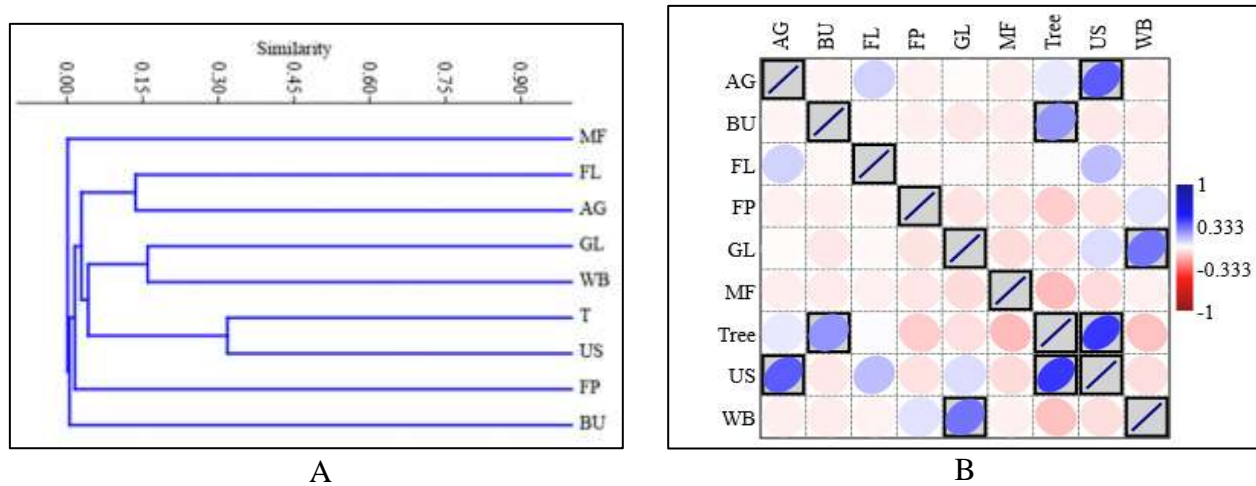 Similarity
0.00 0.15 0.30 0.45 0.60 0.75 0.90
MF
FL
AG
GL
WB
T
US
FP
BU
A
AG BU FL FP GL MF Tree US WB
AG
BU
FL
FP
GL
MF
Tree
US
WB
1
0.333
-0.333
-1
B